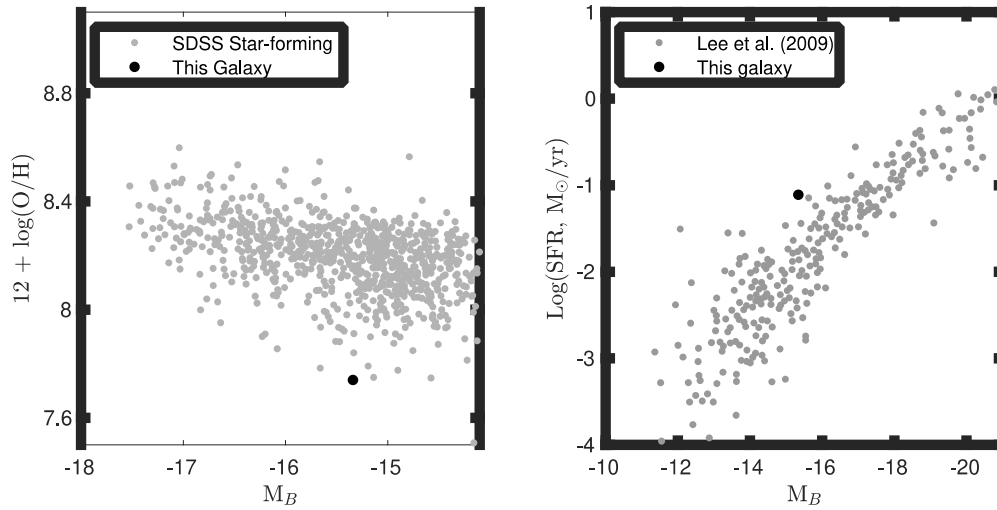 SDSS Star-forming
This Galaxy
12 + log(O/H)
8.8
8.4
8
7.6
-18
-17
-16
-15
M_B
Lee et al. (2009)
This galaxy
Log(SFR, M☉/yr)
1
0
-1
-2
-3
-4
-10
-12
-14
-16
-18
-20
M_B